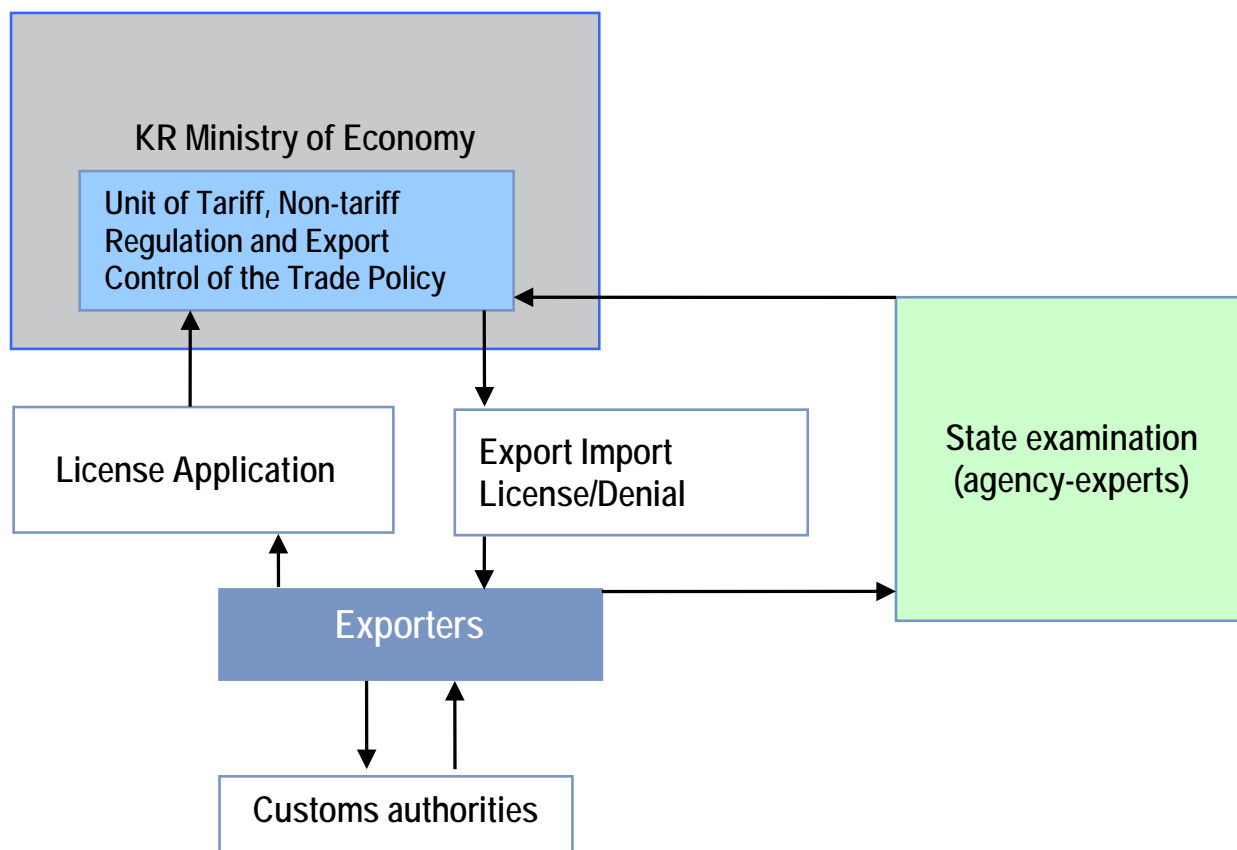 KR Ministry of Economy
Unit of Tariff, Non-tariff
Regulation and Export
Control of the Trade Policy
License Application
Export Import
License/Denial
State examination
(agency-experts)
Exporters
Customs authorities